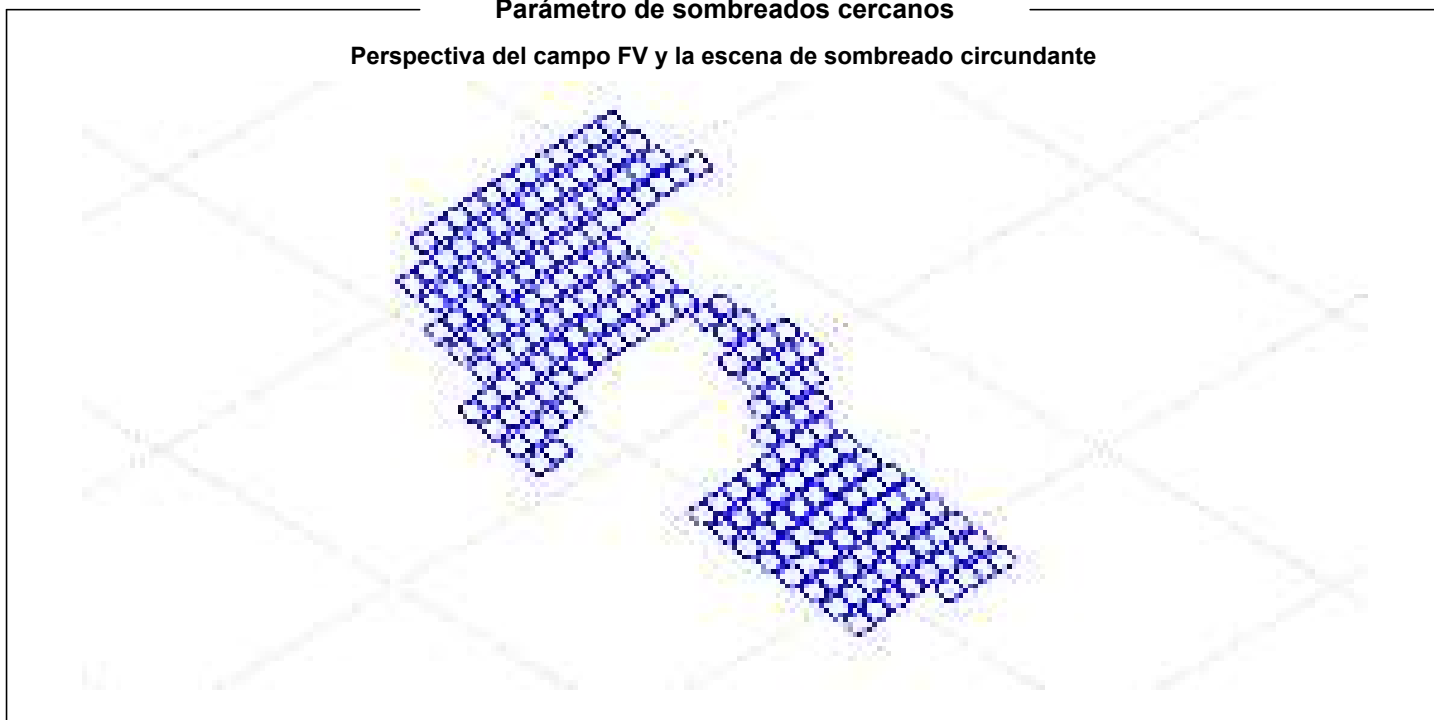 Parámetro de sombreados cercanos
Perspectiva del campo FV y la escena de sombreado circundante